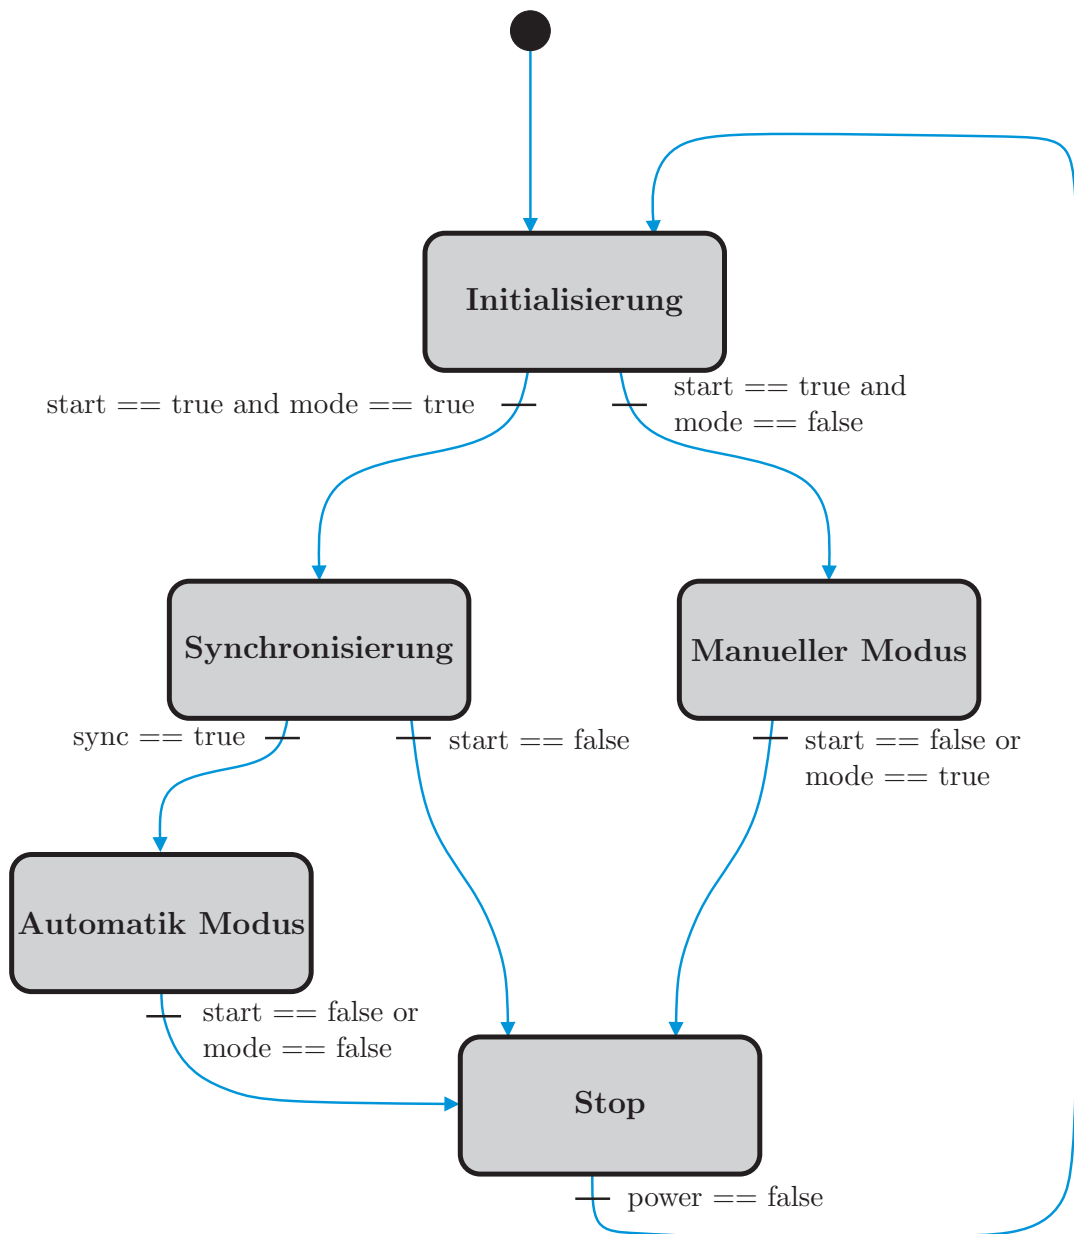 Initialisierung
start == true and mode == true
start == true and
mode == false
Synchronisierung
Manueller Modus
sync == true
start == false
start == false or
mode == true
Automatik Modus
start == false or
mode == false
Stop
power == false